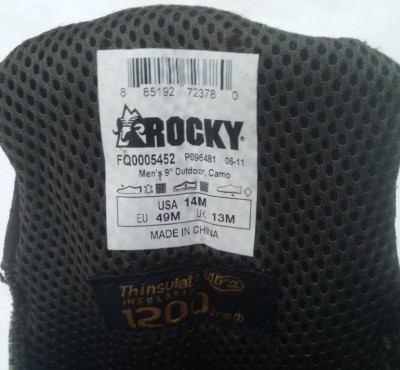 8 85192 72378 0
ROCKY
FQ0005452 P096481 06-11
Men's 9" Outdoor, Camo
USA 14M
EU 49M UK 13M
MADE IN CHINA
Thinsulate Ultra
INSULATION
1200 gram